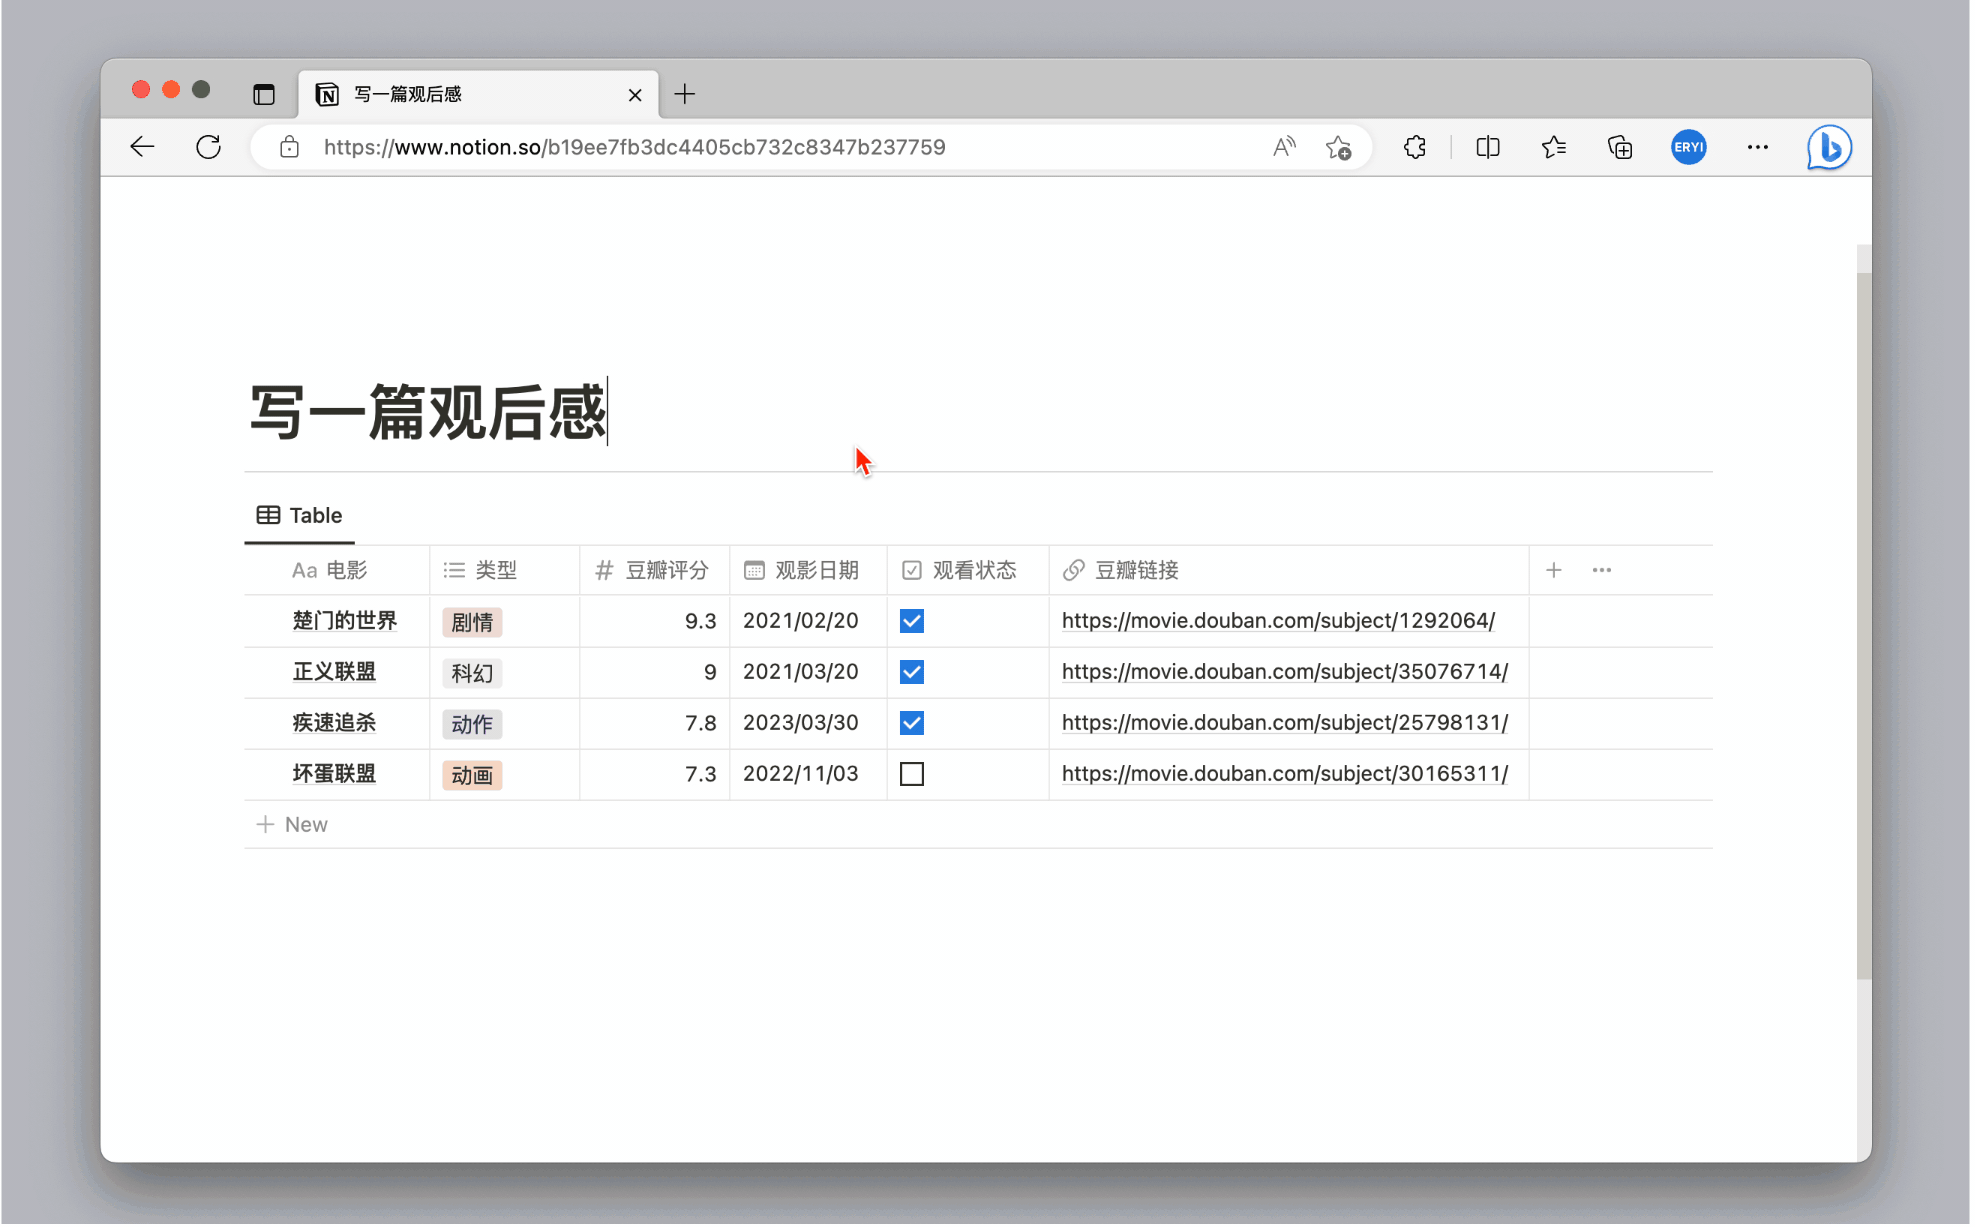 写一篇观后感
https://www.notion.so/b19ee7fb3dc4405cb732c8347b237759
ERYI
写一篇观后感
Table
Aa 电影 类型 # 豆瓣评分 观影日期 观看状态 豆瓣链接
楚门的世界 剧情 9.3 2021/02/20 https://movie.douban.com/subject/1292064/
正义联盟 科幻 9 2021/03/20 https://movie.douban.com/subject/35076714/
疾速追杀 动作 7.8 2023/03/30 https://movie.douban.com/subject/25798131/
坏蛋联盟 动画 7.3 2022/11/03 https://movie.douban.com/subject/30165311/
+ New